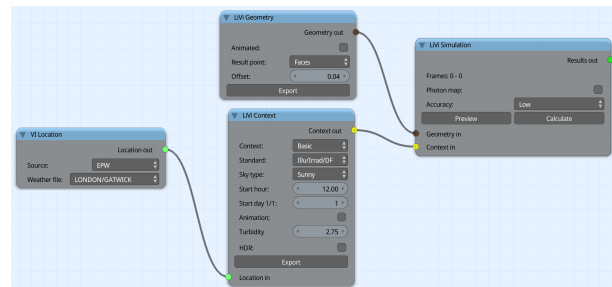 LiVi Geometry
Geometry out
Animated:
Result point: Faces
Offset: 0.04
Export
LiVi Simulation
Results out
Frames: 0 - 0
Photon map:
Accuracy: Low
Preview Calculate
Geometry in
Context in
LiVi Context
Context out
Context: Basic
Standard: Illu/Irrad/DF
Sky type: Sunny
Start hour: 12.00
Start day 1/1: 1
Animation;
Turbidity 2.75
HDR:
Export
Location in
VI Location
Location out
Source: EPW
Weather file: LONDON/GATWICK